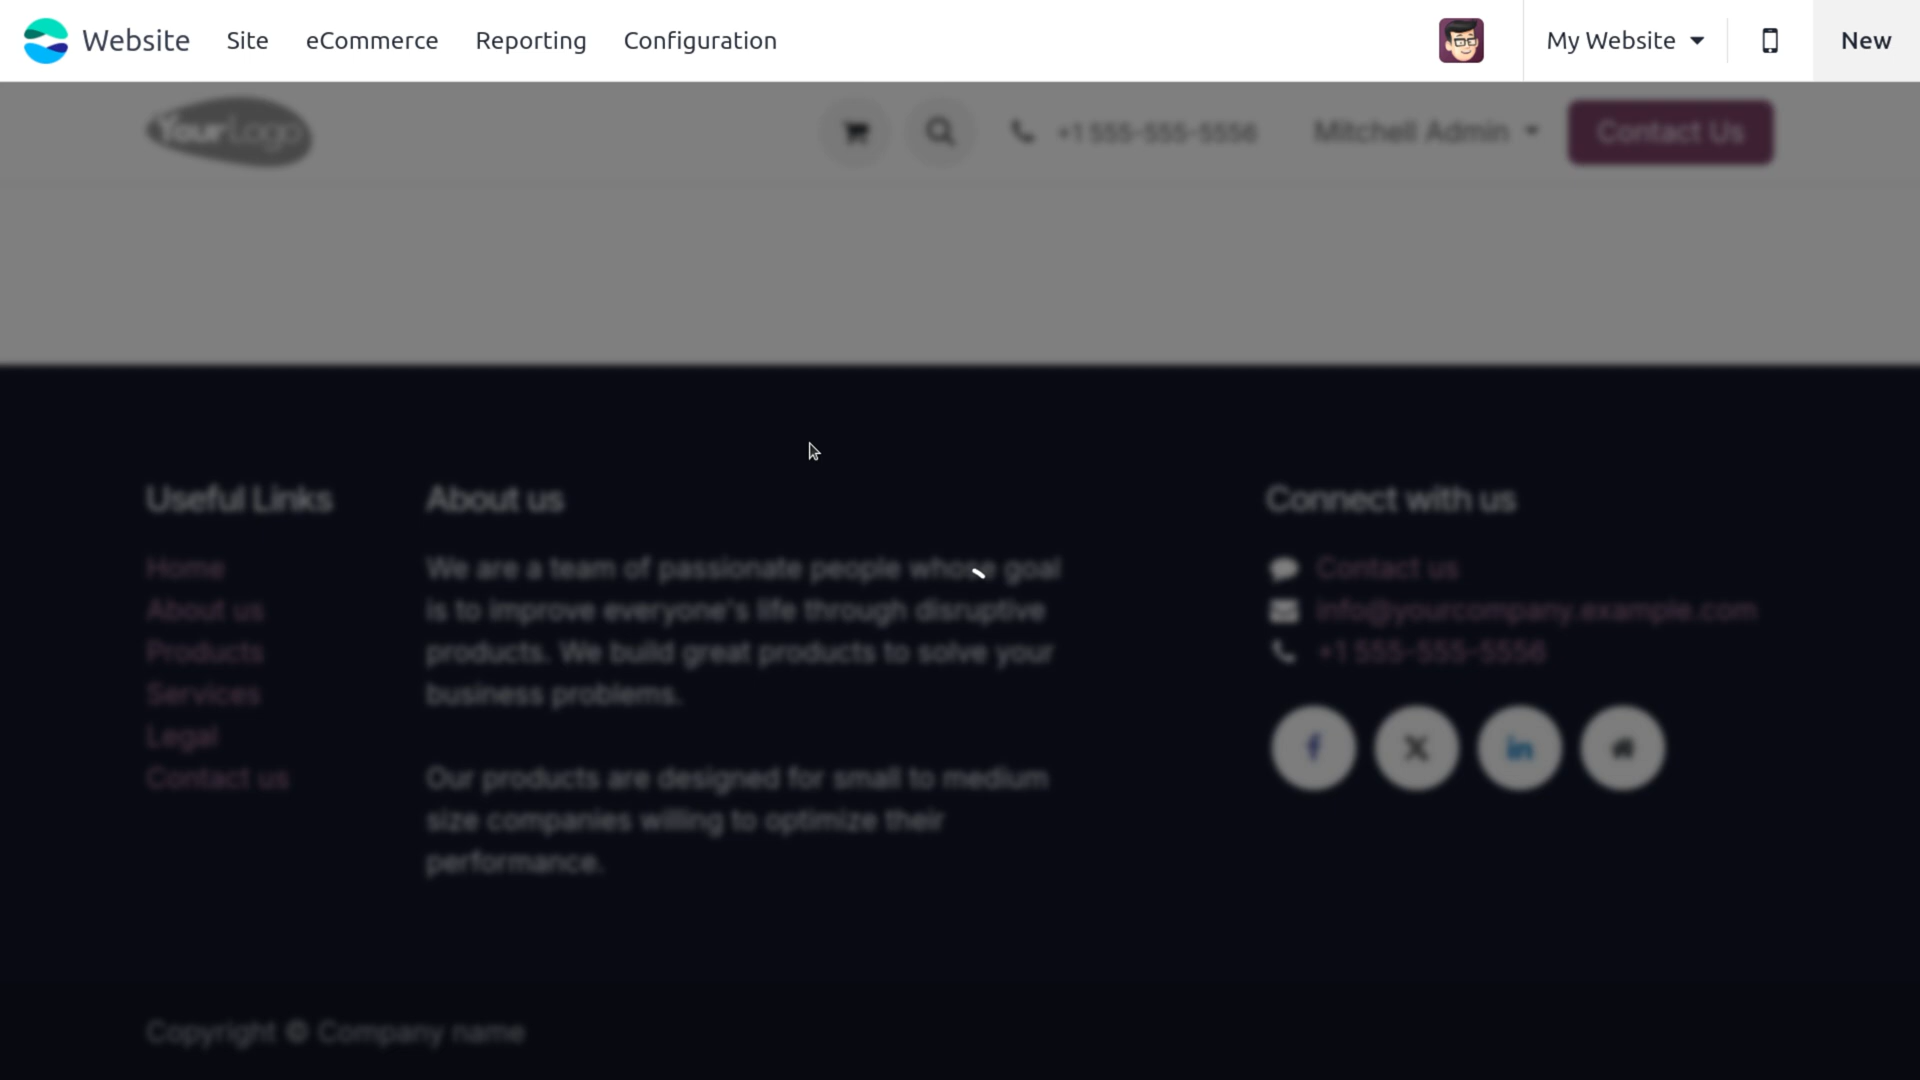 Website Site eCommerce Reporting Configuration My Website New
YourLogo +1 555-555-5556 Mitchell Admin Contact Us
Useful Links
Home
About us
Products
Services
Legal
Contact us
About us
We are a team of passionate people whose goal
is to improve everyone's life through disruptive
products. We build great products to solve your
business problems.
Our products are designed for small to medium
size companies willing to optimize their
performance.
Connect with us
Contact us
info@yourcompany.example.com
+1 555-555-5556
Copyright © Company name